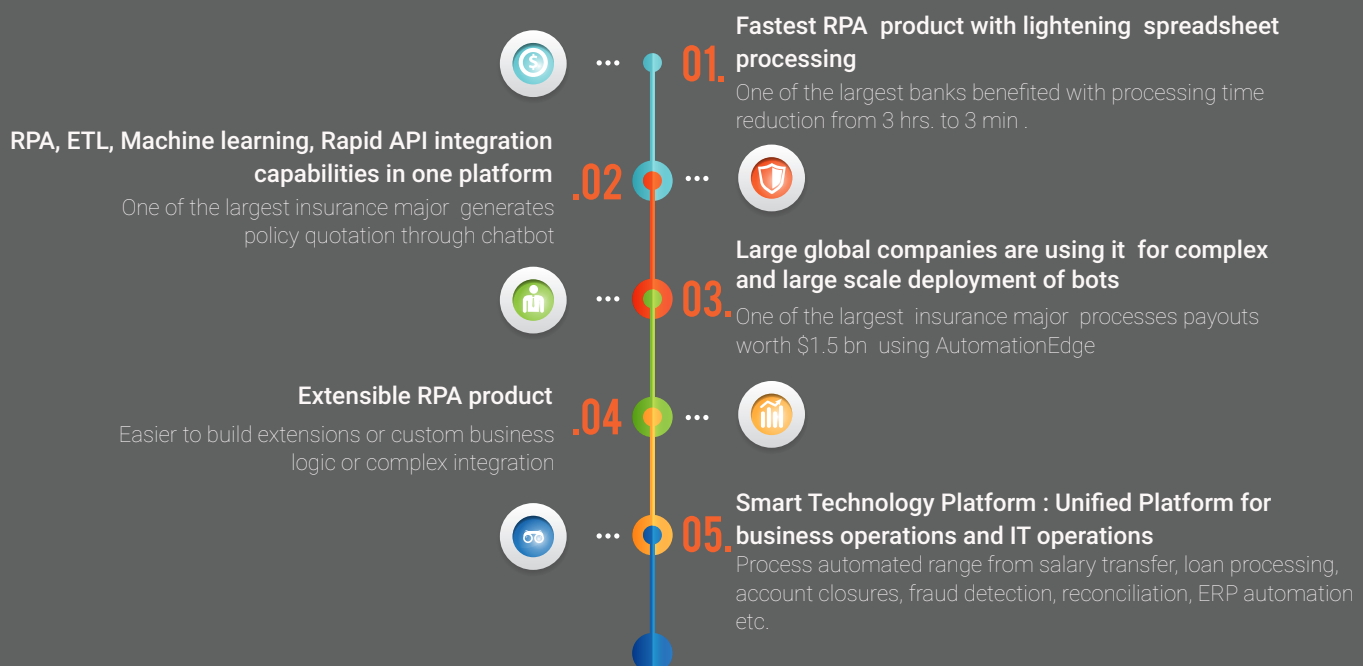 01.
Fastest RPA product with lightening spreadsheet
processing
One of the largest banks benefited with processing time
reduction from 3 hrs. to 3 min .
RPA, ETL, Machine learning, Rapid API integration
capabilities in one platform
.02
One of the largest insurance major generates
policy quotation through chatbot
03.
Large global companies are using it for complex
and large scale deployment of bots
One of the largest insurance major processes payouts
worth $1.5 bn using AutomationEdge
Extensible RPA product
.04
Easier to build extensions or custom business
logic or complex integration
05.
Smart Technology Platform : Unified Platform for
business operations and IT operations
Process automated range from salary transfer, loan processing,
account closures, fraud detection, reconciliation, ERP automation
etc.